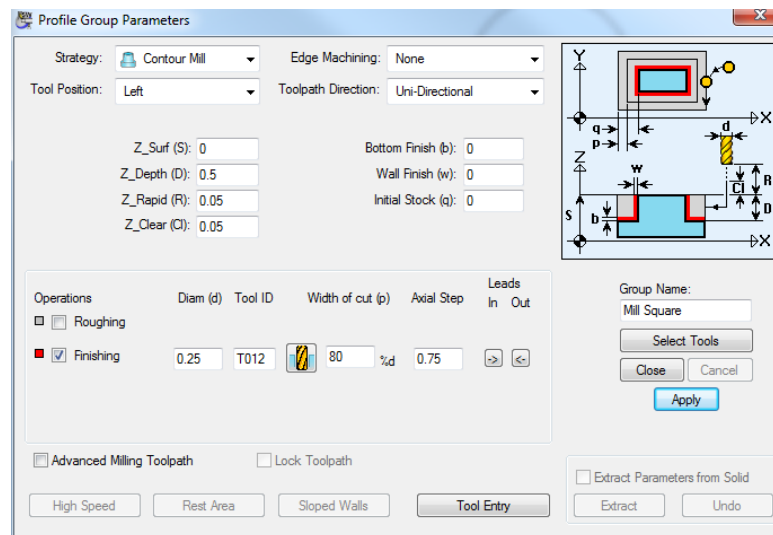 Profile Group Parameters
Strategy: Contour Mill Edge Machining: None
Tool Position: Left Toolpath Direction: Uni-Directional
Z_Surf (S): 0 Bottom Finish (b): 0
Z_Depth (D): 0.5 Wall Finish (w): 0
Z_Rapid (R): 0.05 Initial Stock (q): 0
Z_Clear (Cl): 0.05
Y
X
q
p
d
Z
w
Cl
R
S
b
D
X
Leads
Operations Diam (d) Tool ID Width of cut (p) Axial Step In Out
Roughing
Finishing 0.25 T012 80 %d 0.75 -> <-
Group Name:
Mill Square
Select Tools
Close Cancel
Apply
Advanced Milling Toolpath Lock Toolpath
High Speed Rest Area Sloped Walls Tool Entry
Extract Parameters from Solid
Extract Undo